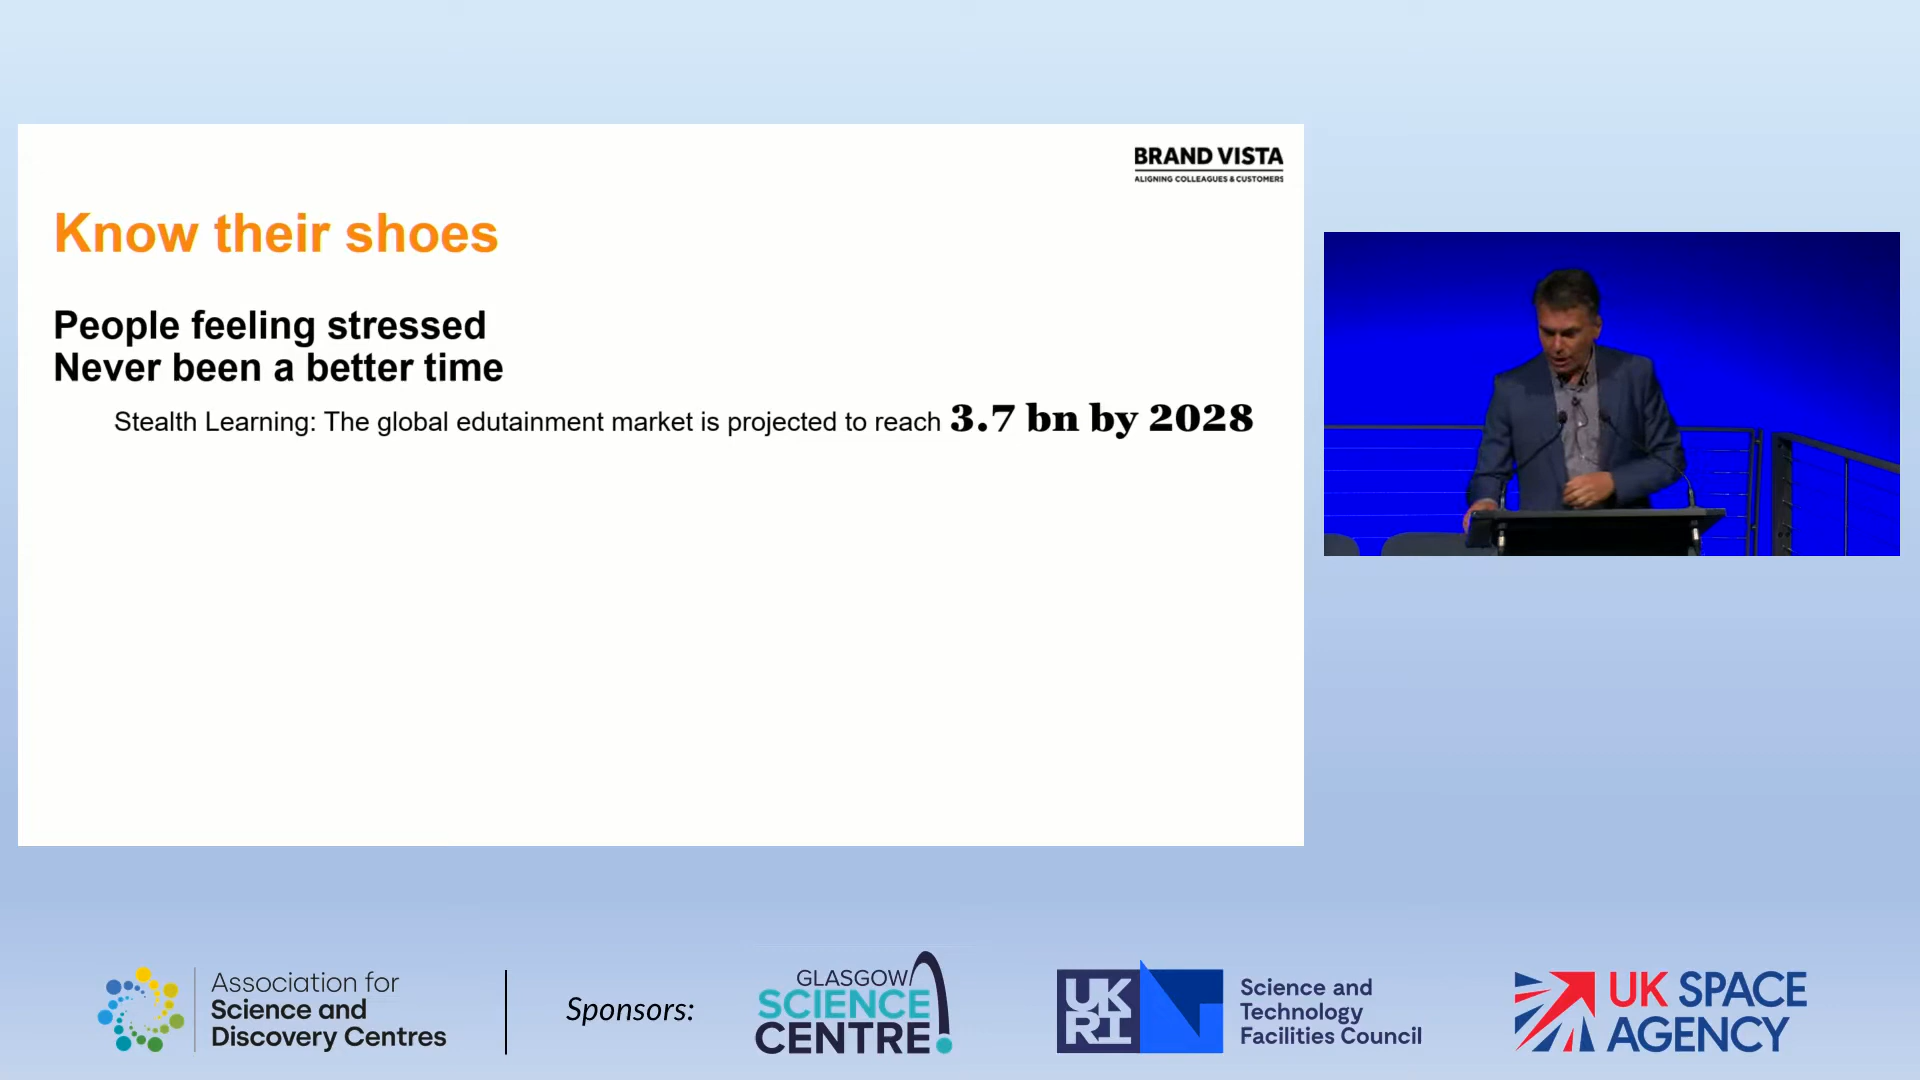 BRAND VISTA
ALIGNING COLLEAGUES & CUSTOMERS
Know their shoes
People feeling stressed
Never been a better time
Stealth Learning: The global edutainment market is projected to reach 3.7 bn by 2028
Association for
Science and
Discovery Centres
Sponsors:
GLASGOW
SCIENCE
CENTRE
UK
RI
Science and
Technology
Facilities Council
UK SPACE
AGENCY